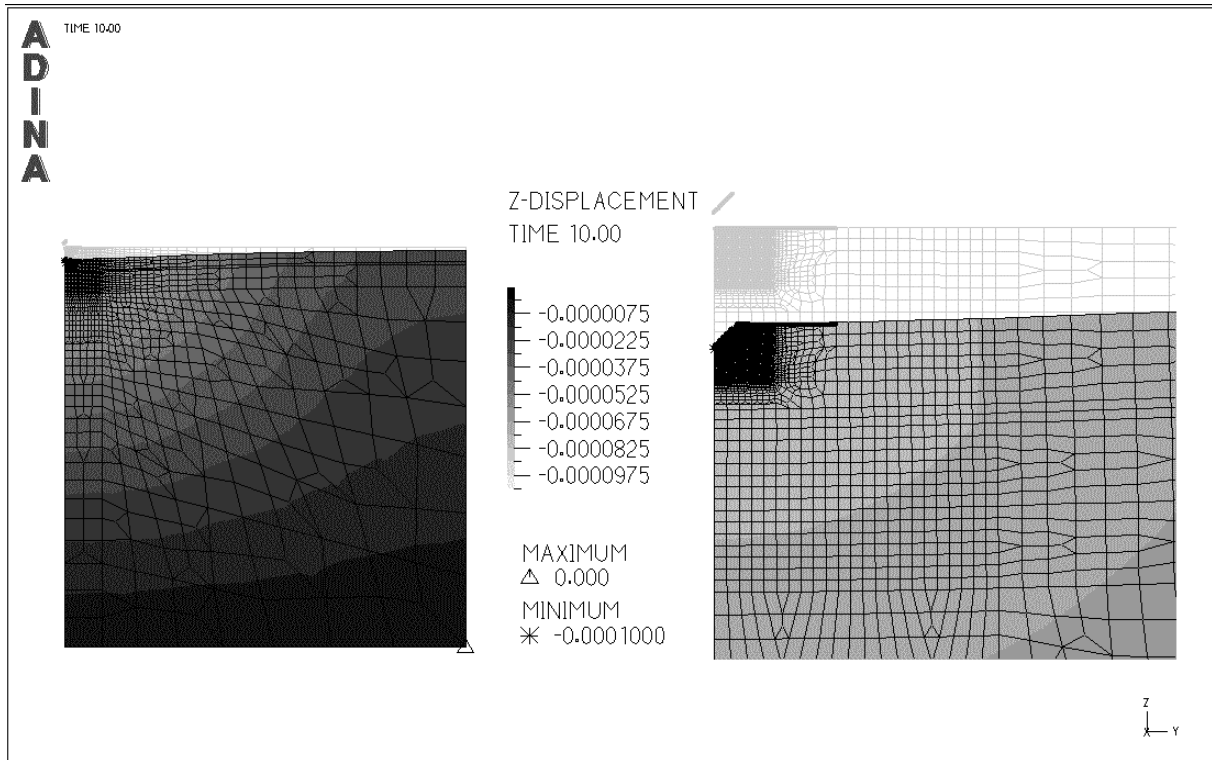 ADINA
TIME 10.00
Z-DISPLACEMENT
TIME 10.00
-0.0000075
-0.0000225
-0.0000375
-0.0000525
-0.0000675
-0.0000825
-0.0000975
MAXIMUM
0.000
MINIMUM
-0.0001000
Z
X Y